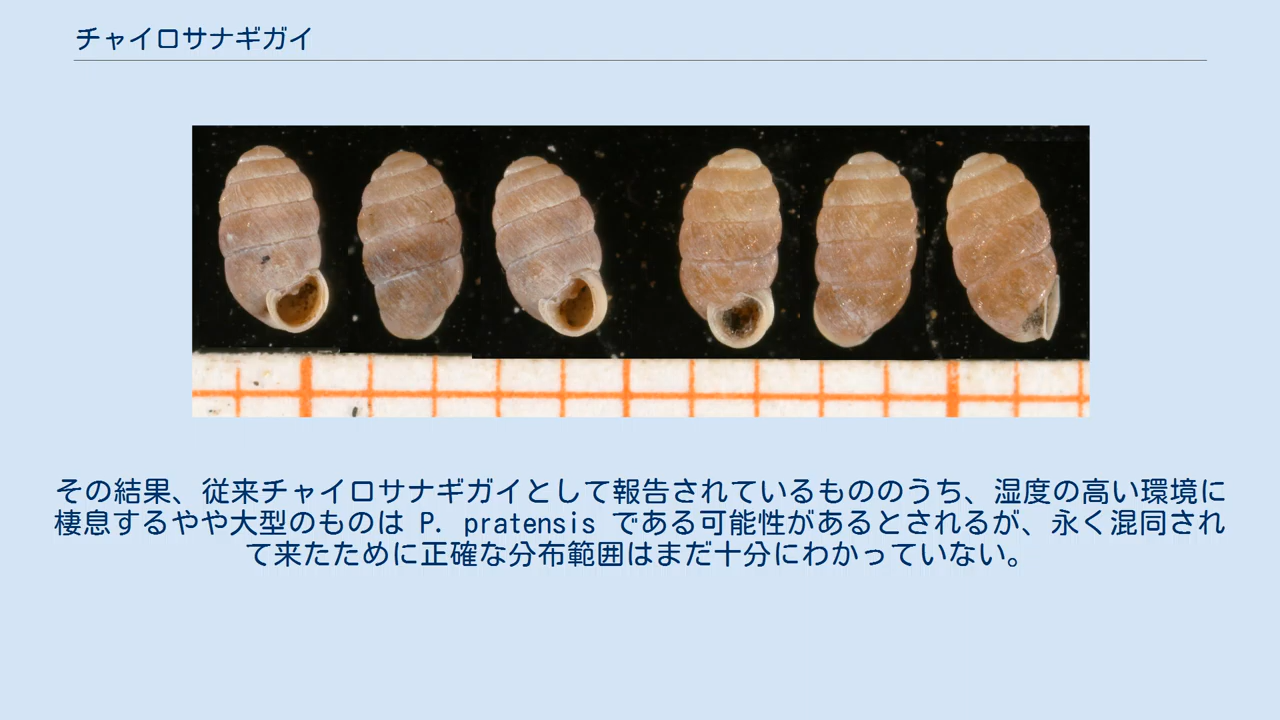 チャイロサナギガイ
その結果、従来チャイロサナギガイとして報告されているもののうち、湿度の高い環境に
棲息するやや大型のものは P. pratensis である可能性があるとされるが、永く混同され
て来たために正確な分布範囲はまだ十分にわかっていない。